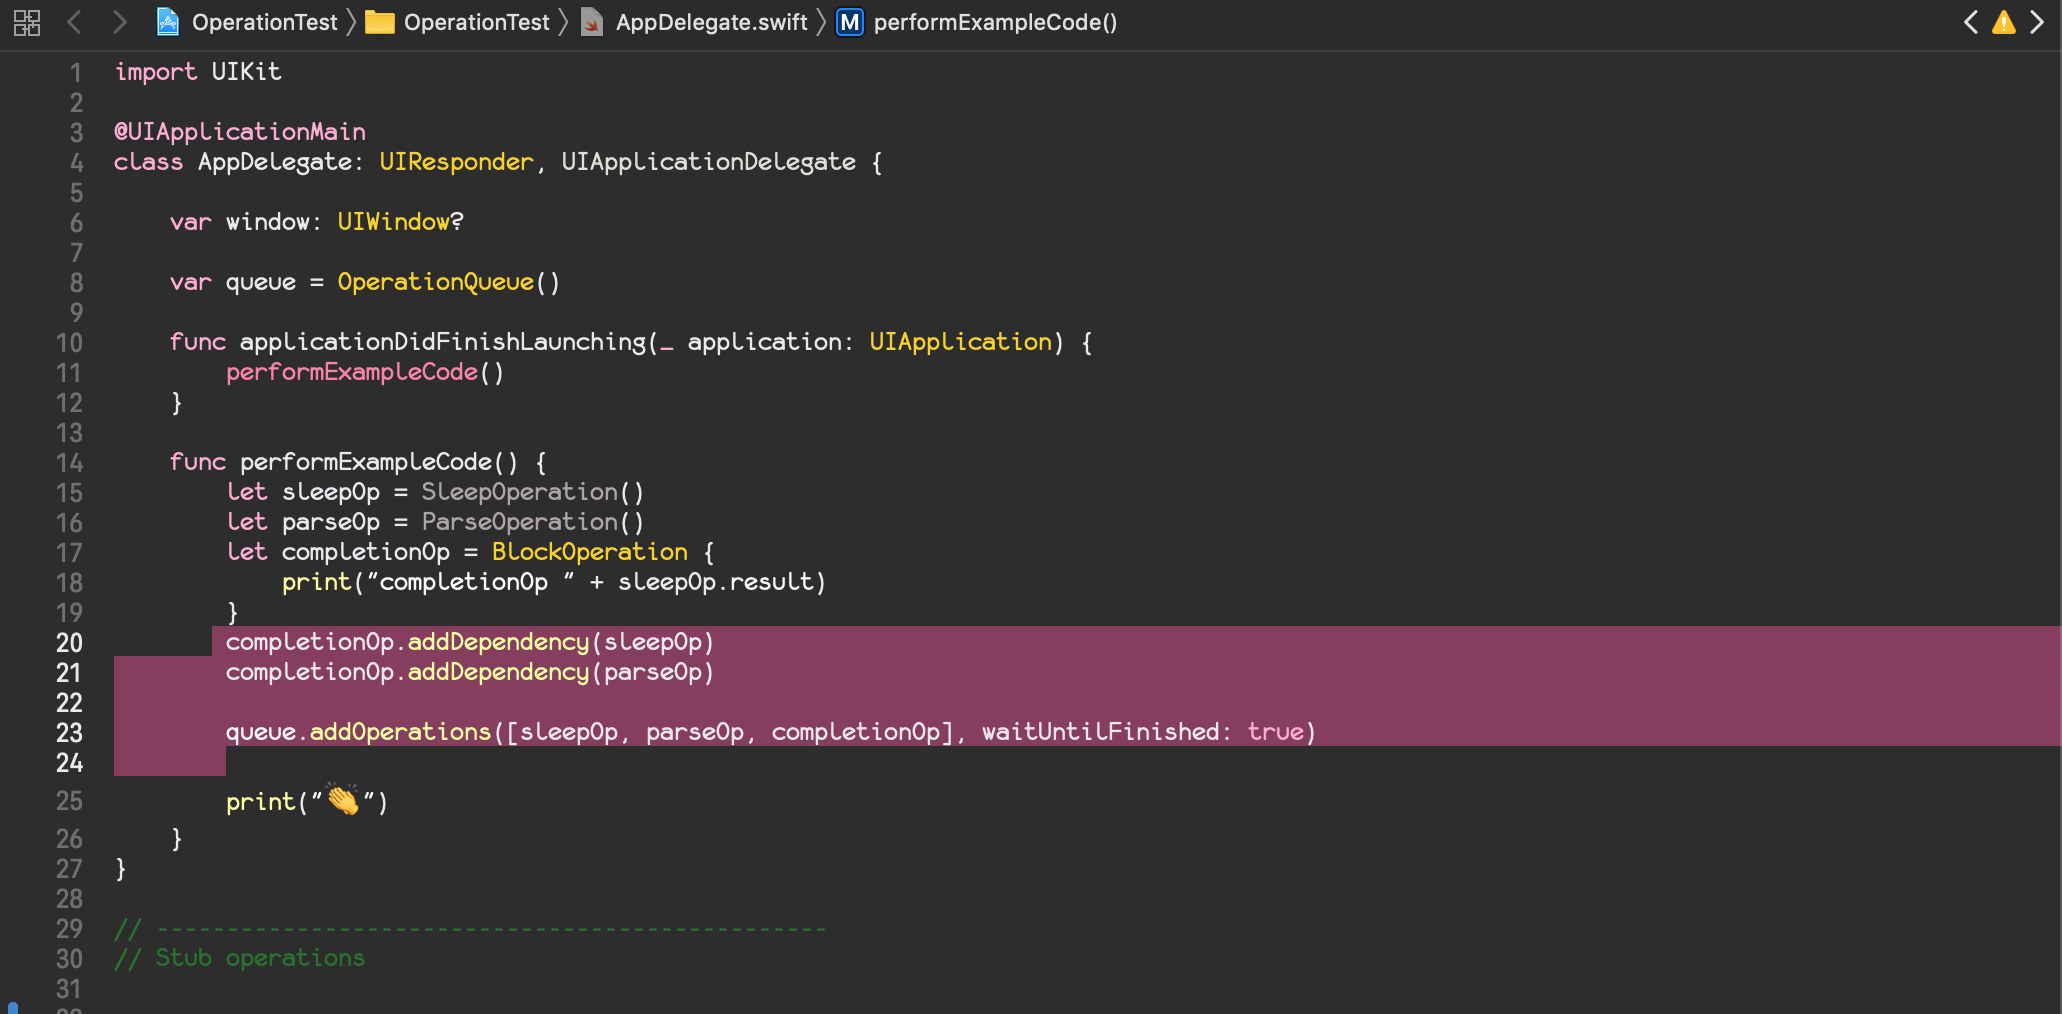 OperationTest OperationTest AppDelegate.swift M performExampleCode()
1 import UIKit
2
3 @UIApplicationMain
4 class AppDelegate: UIResponder, UIApplicationDelegate {
5
6 var window: UIWindow?
7
8 var queue = OperationQueue()
9
10 func applicationDidFinishLaunching(_ application: UIApplication) {
11 performExampleCode()
12 }
13
14 func performExampleCode() {
15 let sleepOp = SleepOperation()
16 let parseOp = ParseOperation()
17 let completionOp = BlockOperation {
18 print("completionOp " + sleepOp.result)
19 }
20 completionOp.addDependency(sleepOp)
21 completionOp.addDependency(parseOp)
22
23 queue.addOperations([sleepOp, parseOp, completionOp], waitUntilFinished: true)
24
25 print("👏")
26 }
27 }
28
29 // ------------------------------------------------
30 // Stub operations
31